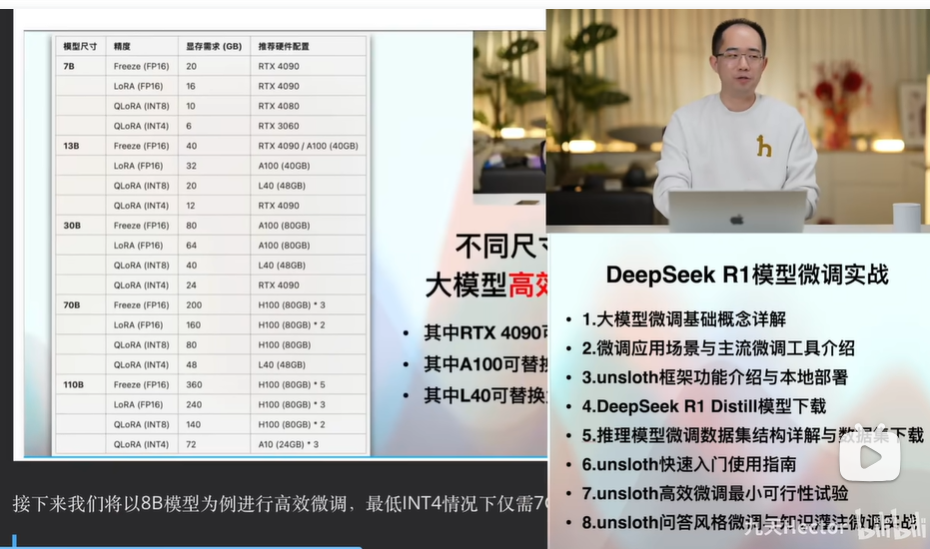 模型尺寸 精度 显存需求 (GB) 推荐硬件配置
7B Freeze (FP16) 20 RTX 4090
LoRA (FP16) 16 RTX 4090
QLoRA (INT8) 10 RTX 4080
QLoRA (INT4) 6 RTX 3060
13B Freeze (FP16) 40 RTX 4090 / A100 (40GB)
LoRA (FP16) 32 A100 (40GB)
QLoRA (INT8) 20 L40 (48GB)
QLoRA (INT4) 12 RTX 4090
30B Freeze (FP16) 80 A100 (80GB)
LoRA (FP16) 64 A100 (80GB)
QLoRA (INT8) 40 L40 (48GB)
QLoRA (INT4) 24 RTX 4090
70B Freeze (FP16) 200 H100 (80GB) * 3
LoRA (FP16) 160 H100 (80GB) * 2
QLoRA (INT8) 80 H100 (80GB)
QLoRA (INT4) 48 L40 (48GB)
110B Freeze (FP16) 360 H100 (80GB) * 5
LoRA (FP16) 240 H100 (80GB) * 3
QLoRA (INT8) 140 H100 (80GB) * 2
QLoRA (INT4) 72 A10 (24GB) * 3
不同尺
大模型高效
• 其中RTX 4090可
• 其中A100可替换
• 其中L40可替换
接下来我们将以8B模型为例进行高效微调，最低INT4情况下仅需7
DeepSeek R1模型微调实战
• 1.大模型微调基础概念详解
• 2.微调应用场景与主流微调工具介绍
• 3.unsloth框架功能介绍与本地部署
• 4.DeepSeek R1 Distill模型下载
• 5.推理模型微调数据集结构详解与数据集下载
• 6.unsloth快速入门使用指南
• 7.unsloth高效微调最小可行性试验
• 8.unsloth问答风格微调与知识灌注微调实战
九天Hector bilibili